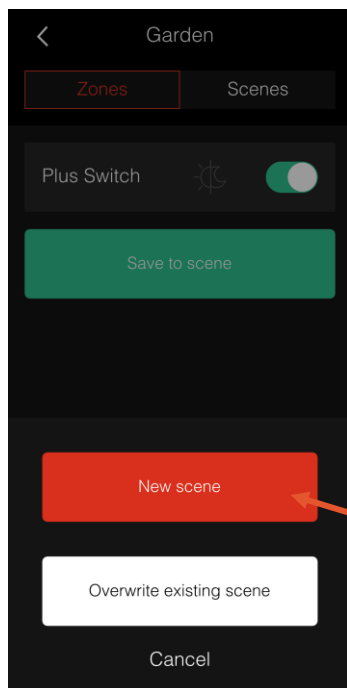 Garden
Zones Scenes
Plus Switch
Save to scene
New scene
Overwrite existing scene
Cancel